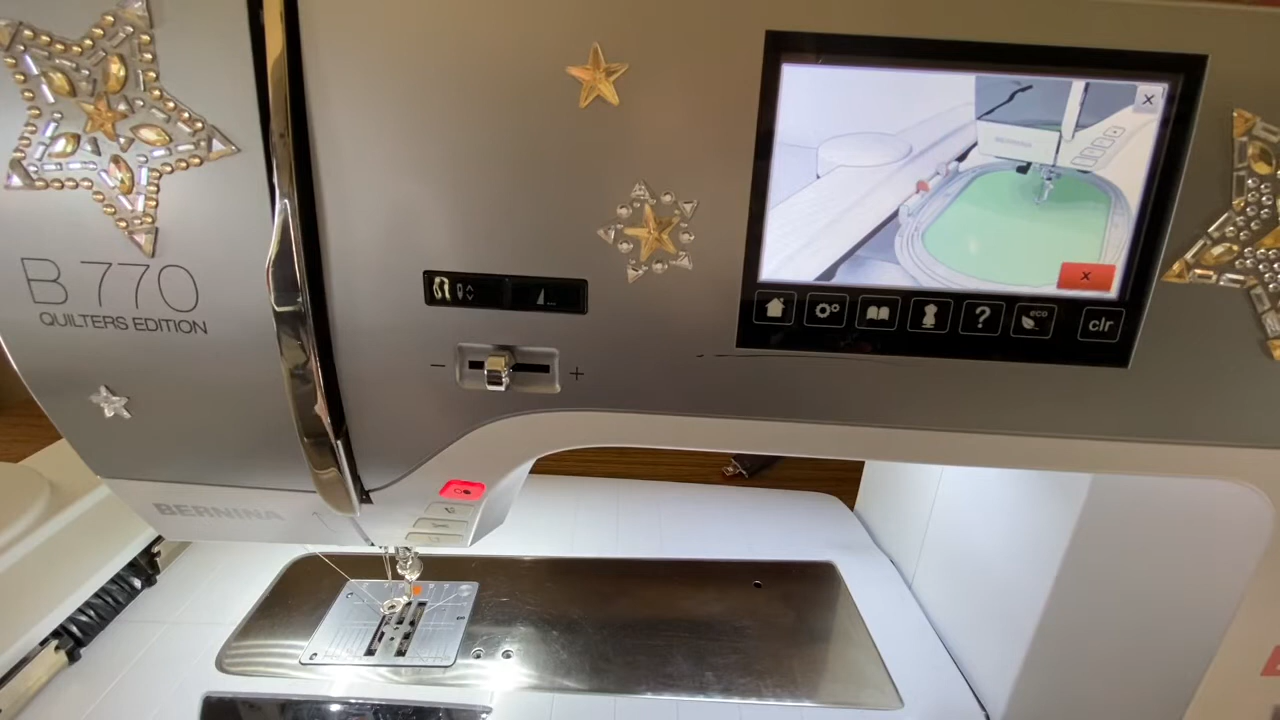 B 770
QUILTERS EDITION
− +
BERNINA
×
×
?
eco
clr